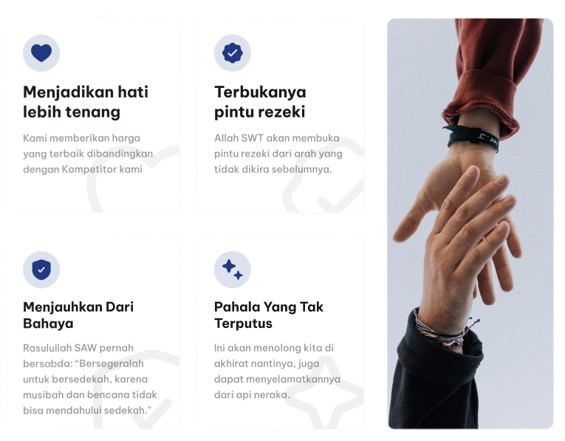 Menjadikan hati
lebih tenang
Kami memberikan harga
yang terbaik dibandingkan
dengan Kompetitor kami
Terbukanya
pintu rezeki
Allah SWT akan membuka
pintu rezeki dari arah yang
tidak dikira sebelumnya.
Menjauhkan Dari
Bahaya
Rasulullah SAW pernah
bersabda: “Bersegeralah
untuk bersedekah, karena
musibah dan bencana tidak
bisa mendahului sedekah.”
Pahala Yang Tak
Terputus
Ini akan menolong kita di
akhirat nantinya, juga
dapat menyelamatkannya
dari api neraka.